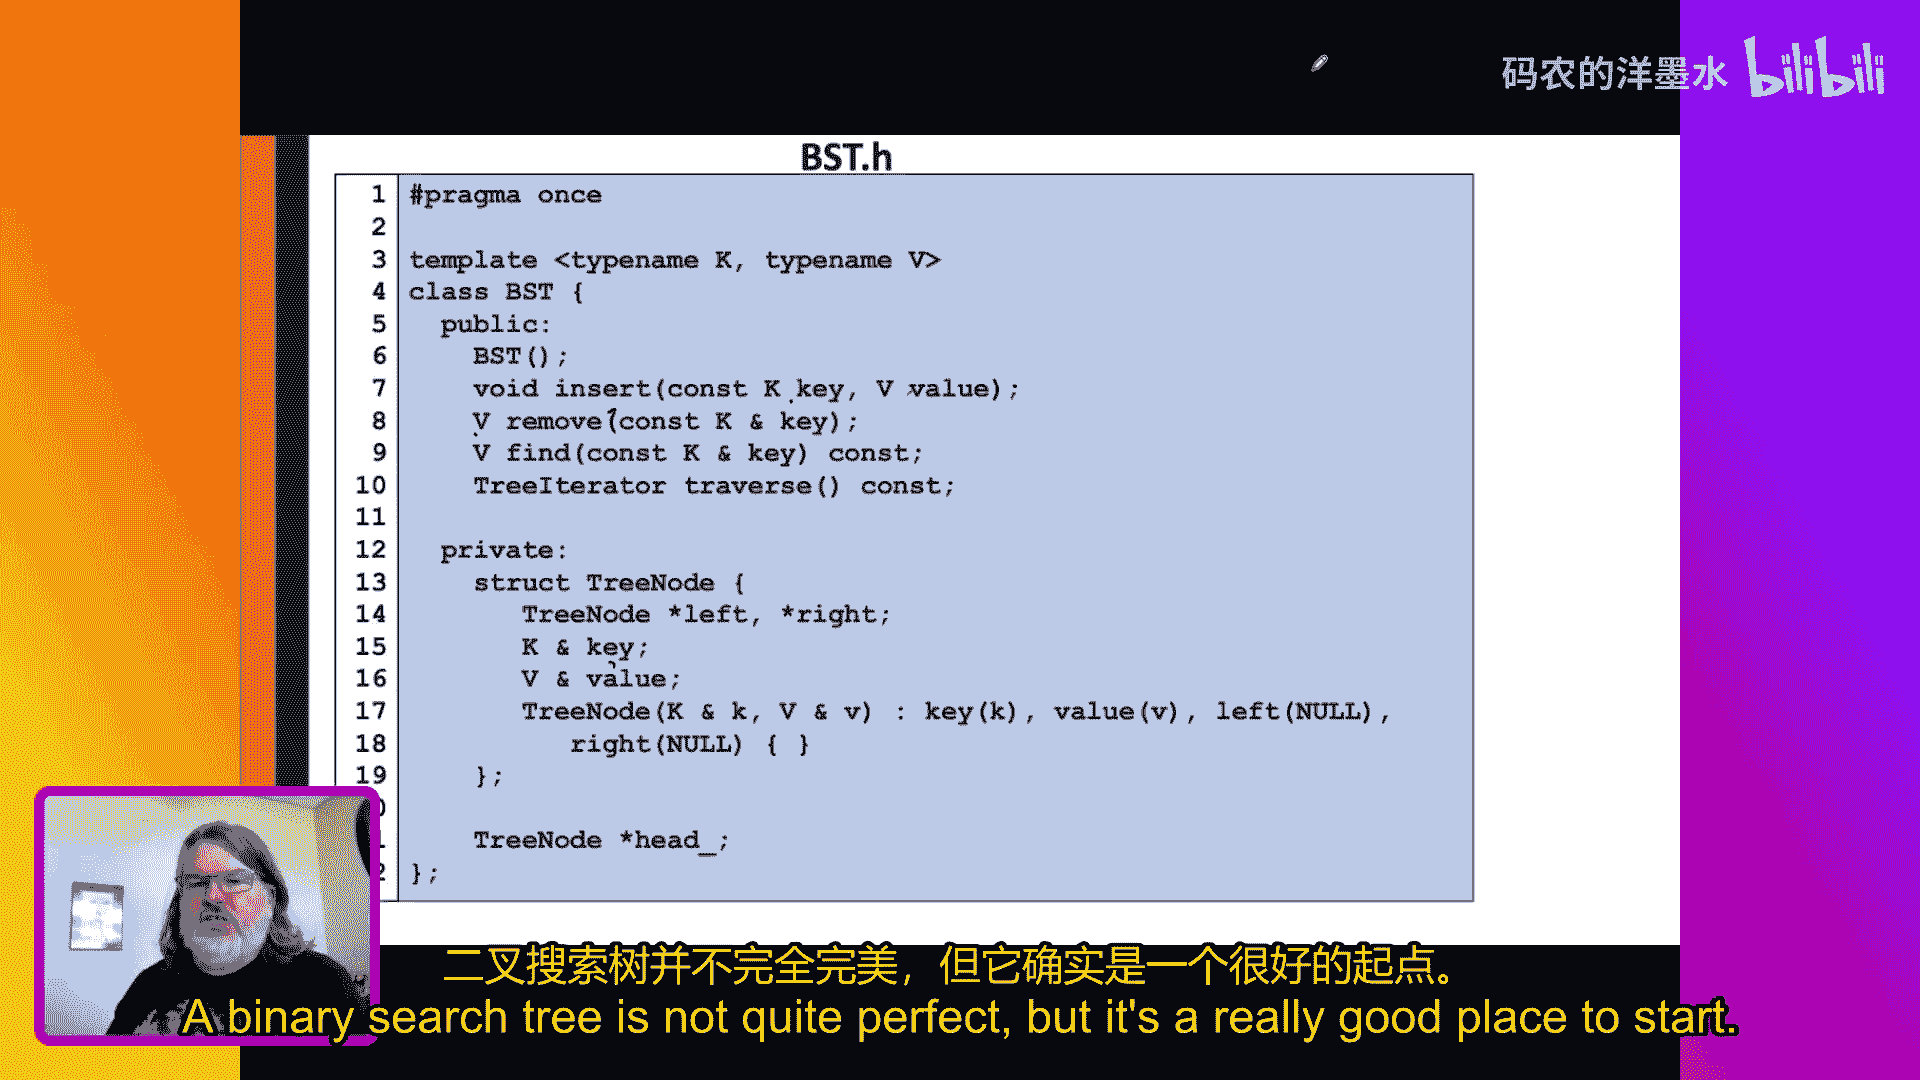 码农的洋墨水 bilibili
BST.h
1 #pragma once
2
3 template <typename K, typename V>
4 class BST {
5 public:
6 BST();
7 void insert(const K key, V value);
8 V remove(const K & key);
9 V find(const K & key) const;
10 TreeIterator traverse() const;
11
12 private:
13 struct TreeNode {
14 TreeNode *left, *right;
15 K & key;
16 V & value;
17 TreeNode(K & k, V & v) : key(k), value(v), left(NULL),
18 right(NULL) { }
19 };
TreeNode *head_;
};
二叉搜索树并不完全完美，但它确实是一个很好的起点。
A binary search tree is not quite perfect, but it's a really good place to start.